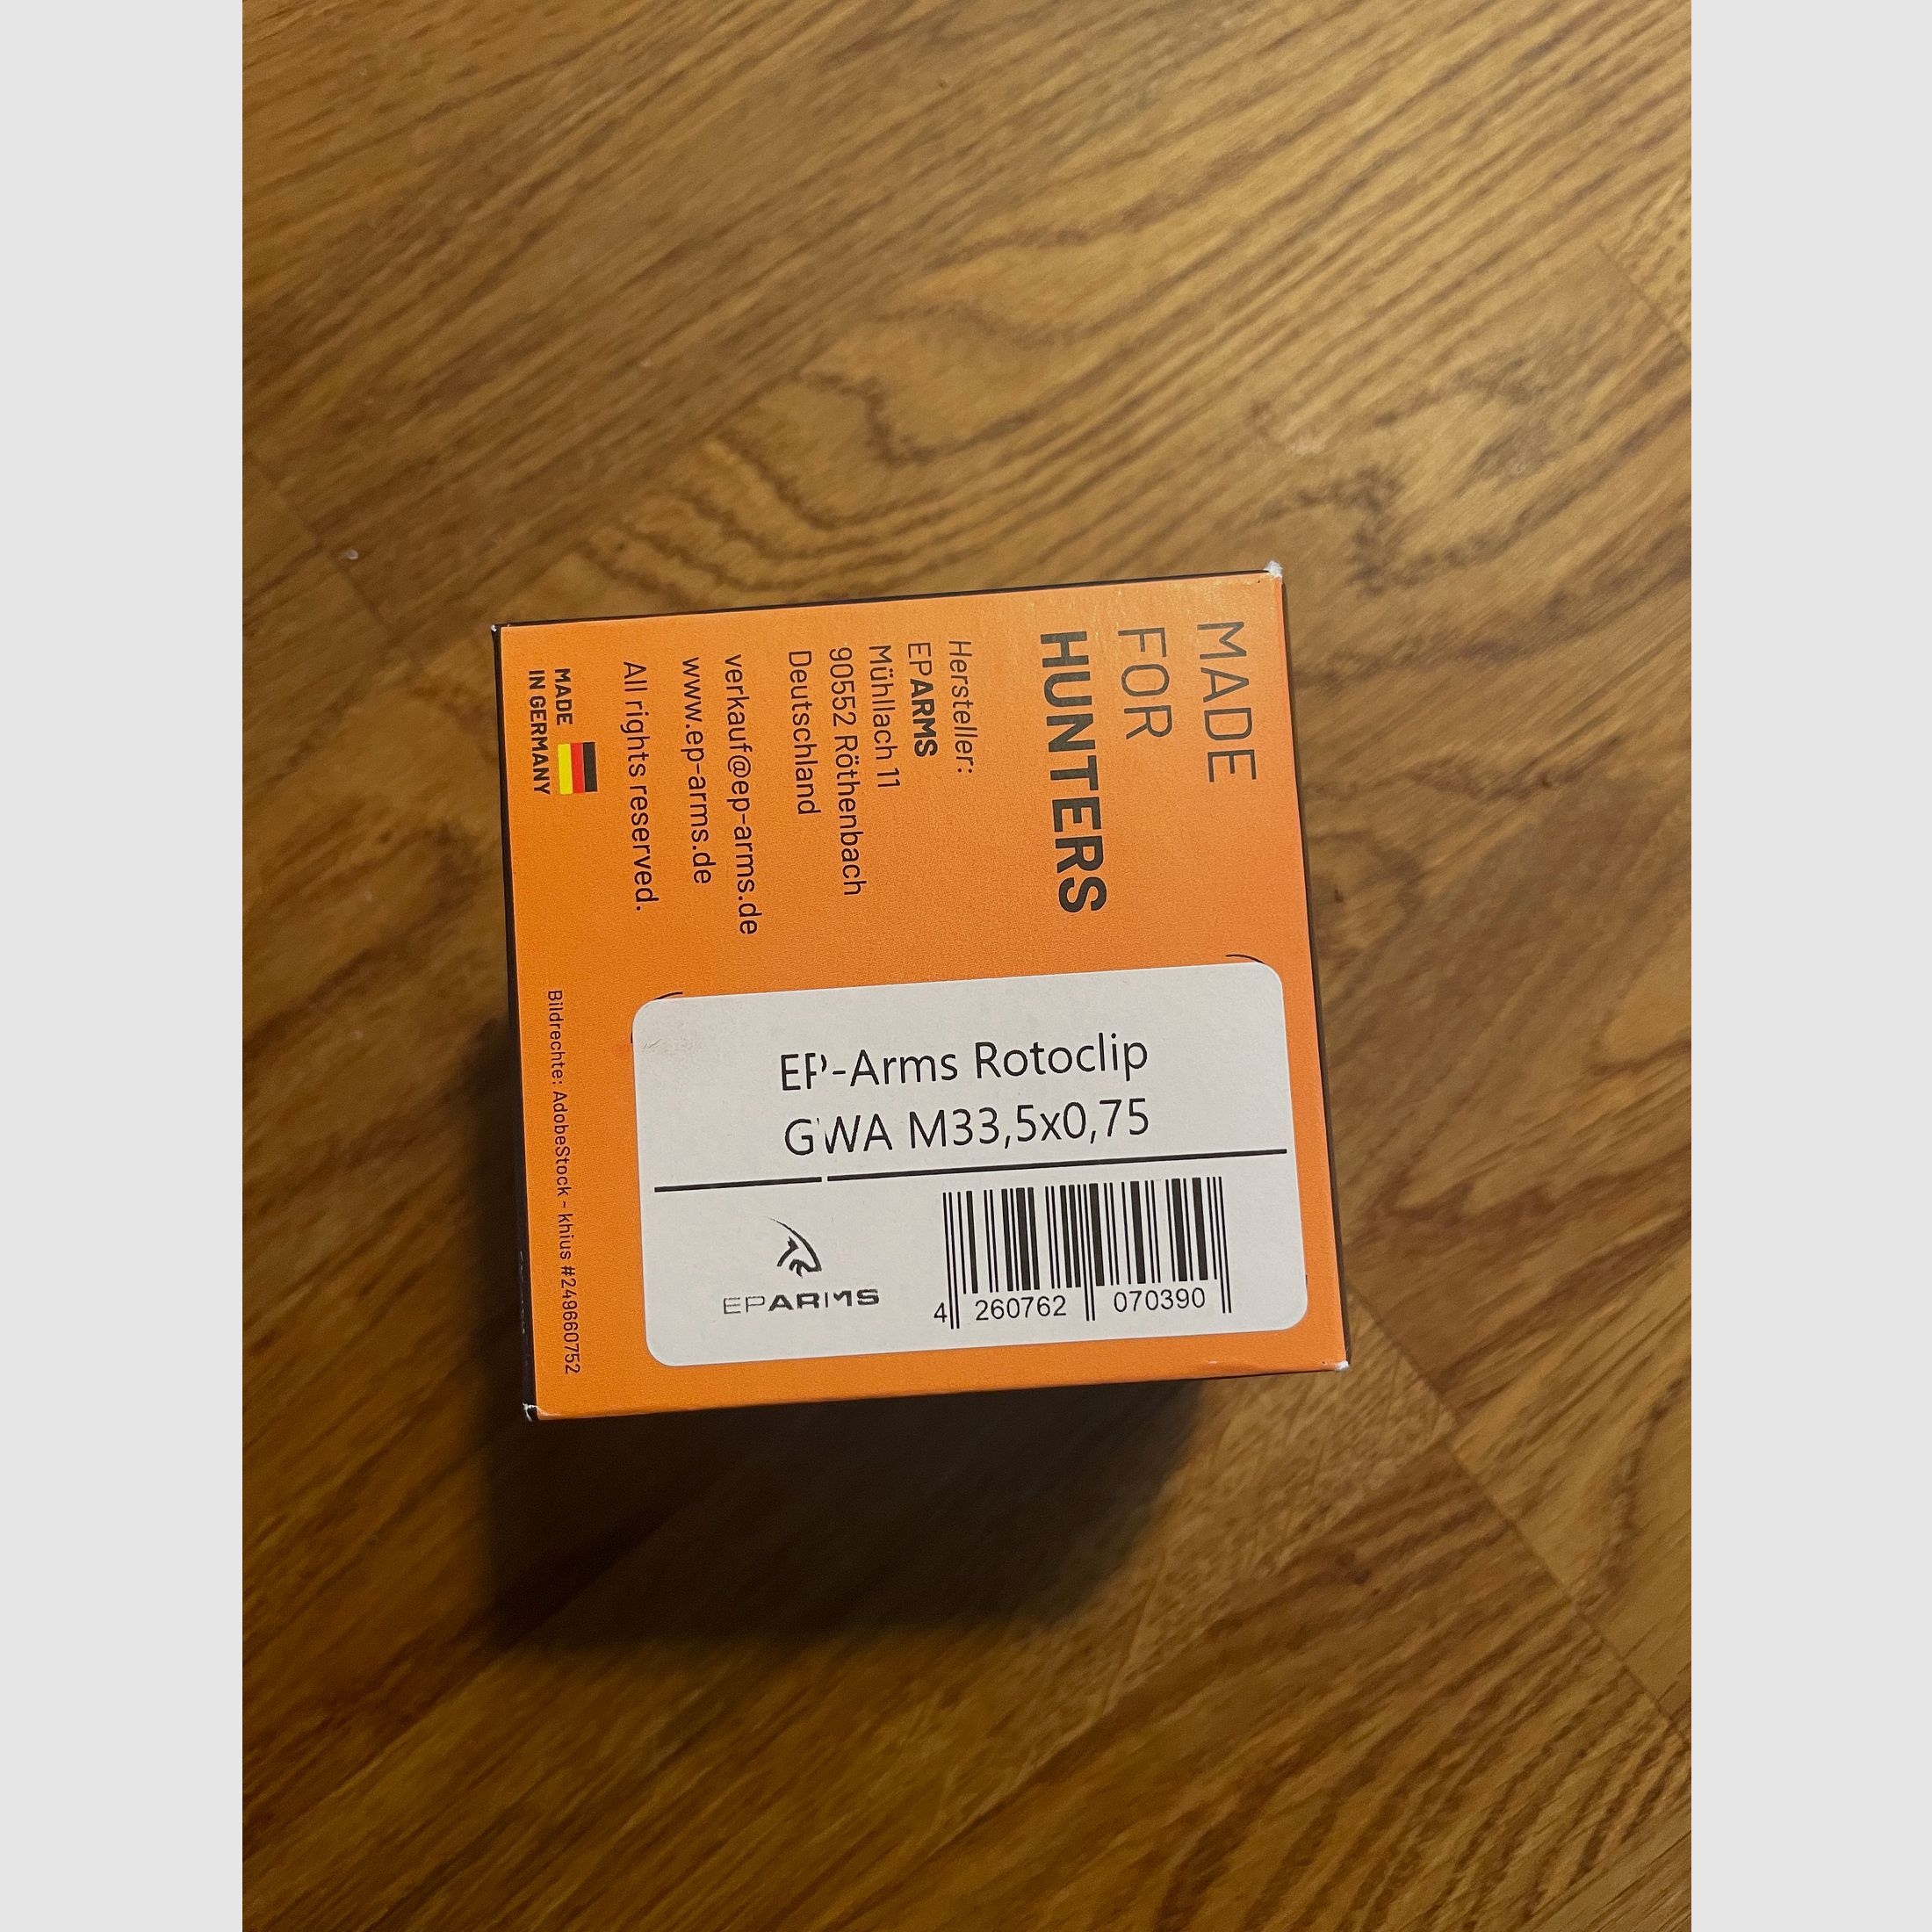 MADE
FOR
HUNTERS
Hersteller:
EPARMS
Mühllach 11
90552 Röthenbach
Deutschland
verkauf@ep-arms.de
www.ep-arms.de
All rights reserved.
MADE
IN GERMANY
Bildrechte: AdobeStock - khius #249660752
EP-Arms Rotoclip
GWA M33,5x0,75
EPARMS
4 260762 070390